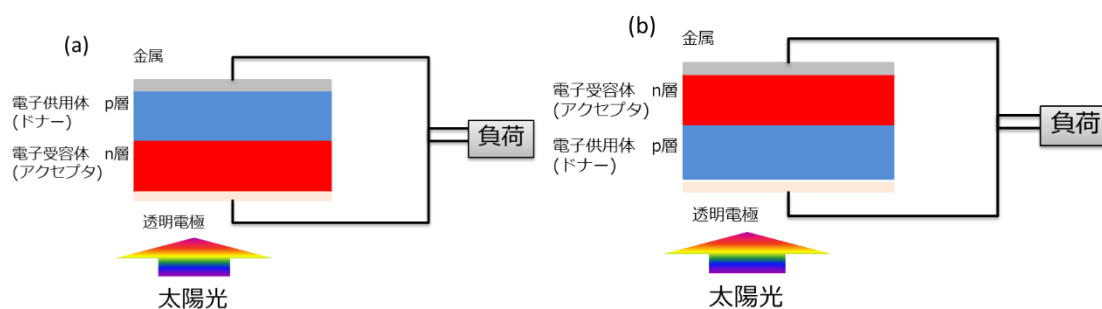 (a)
金属
電子供用体 p層
(ドナー)
電子受容体 n層
(アクセプタ)
透明電極
太陽光
負荷
(b)
金属
電子受容体 n層
(アクセプタ)
電子供用体 p層
(ドナー)
透明電極
太陽光
負荷